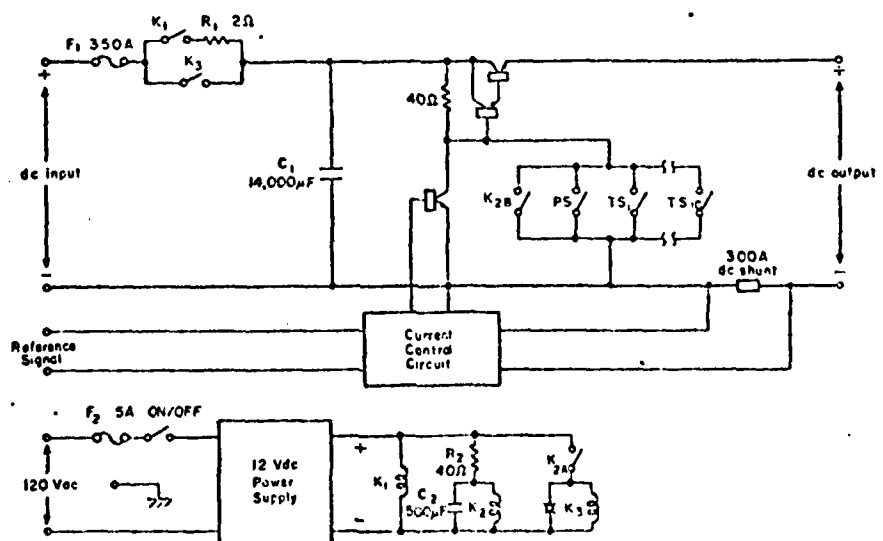 K₁ R₁ 2Ω
F₁ 350A
K₃
+
+
40Ω
dc input
C₁
14,000μF
K₂B PS TS₁ TS₁C
dc output
300A
dc shunt
−
−
Reference
Signal
Current
Control
Circuit
F₂ 5A ON/OFF
120 Vac
12 Vdc
Power
Supply
+
−
K₁
R₂
40Ω
C₂
500μF
K₂
K₂A
K₃